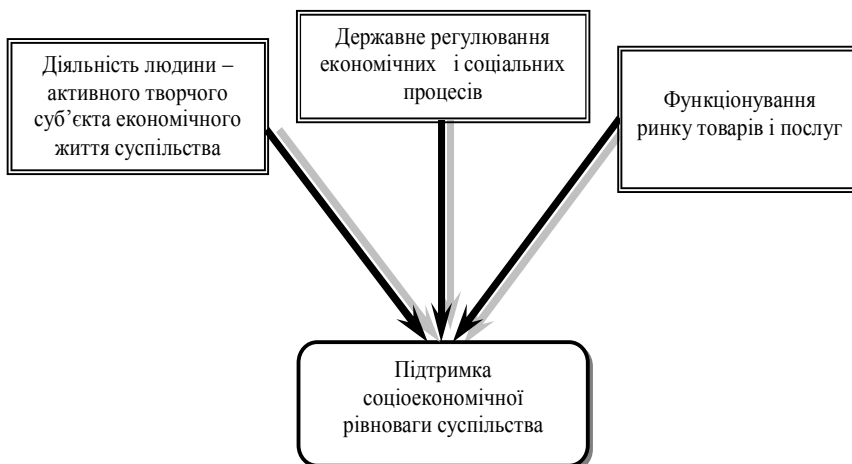 Діяльність людини –
активного творчого
суб’єкта економічного
життя суспільства
Державне регулювання
економічних і соціальних
процесів
Функціонування
ринку товарів і послуг
Підтримка
соціоекономічної
рівноваги суспільства